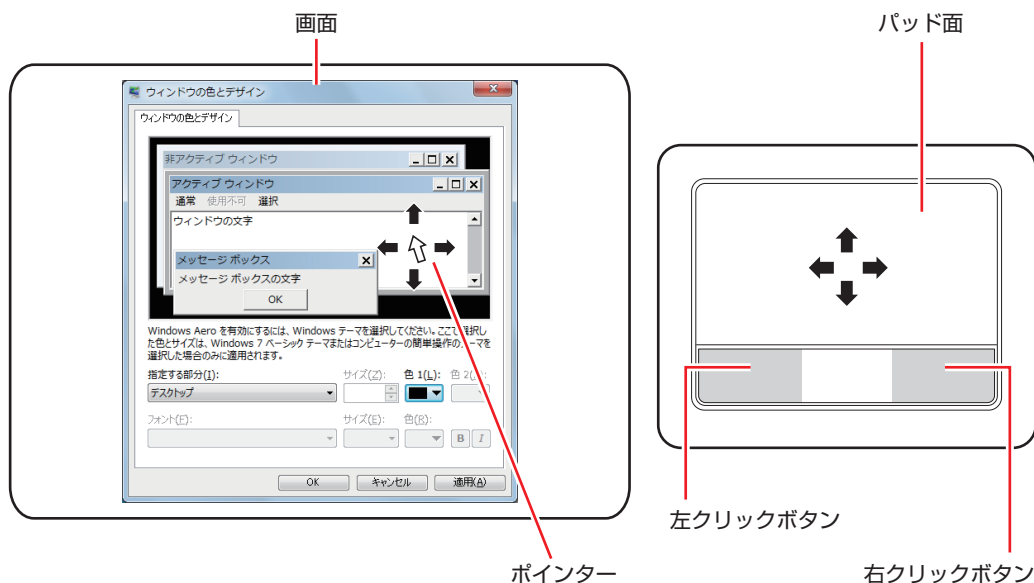 画面
パッド面
ウィンドウの色とデザイン
ウィンドウの色とデザイン
非アクティブ ウィンドウ
アクティブ ウィンドウ
通常 使用不可 選択
ウィンドウの文字
メッセージ ボックス
メッセージ ボックスの文字
OK
Windows Aero を有効にするには、Windows テーマを選択してください。ここで選択し
た色とサイズは、Windows 7 ベーシック テーマまたはコンピューターの簡単操作のテーマを
選択した場合のみに適用されます。
指定する部分(I): サイズ(Z): 色 1(L): 色 2
デスクトップ
フォント(F): サイズ(E): 色(R):
B I
OK キャンセル 適用(A)
左クリックボタン
ポインター
右クリックボタン